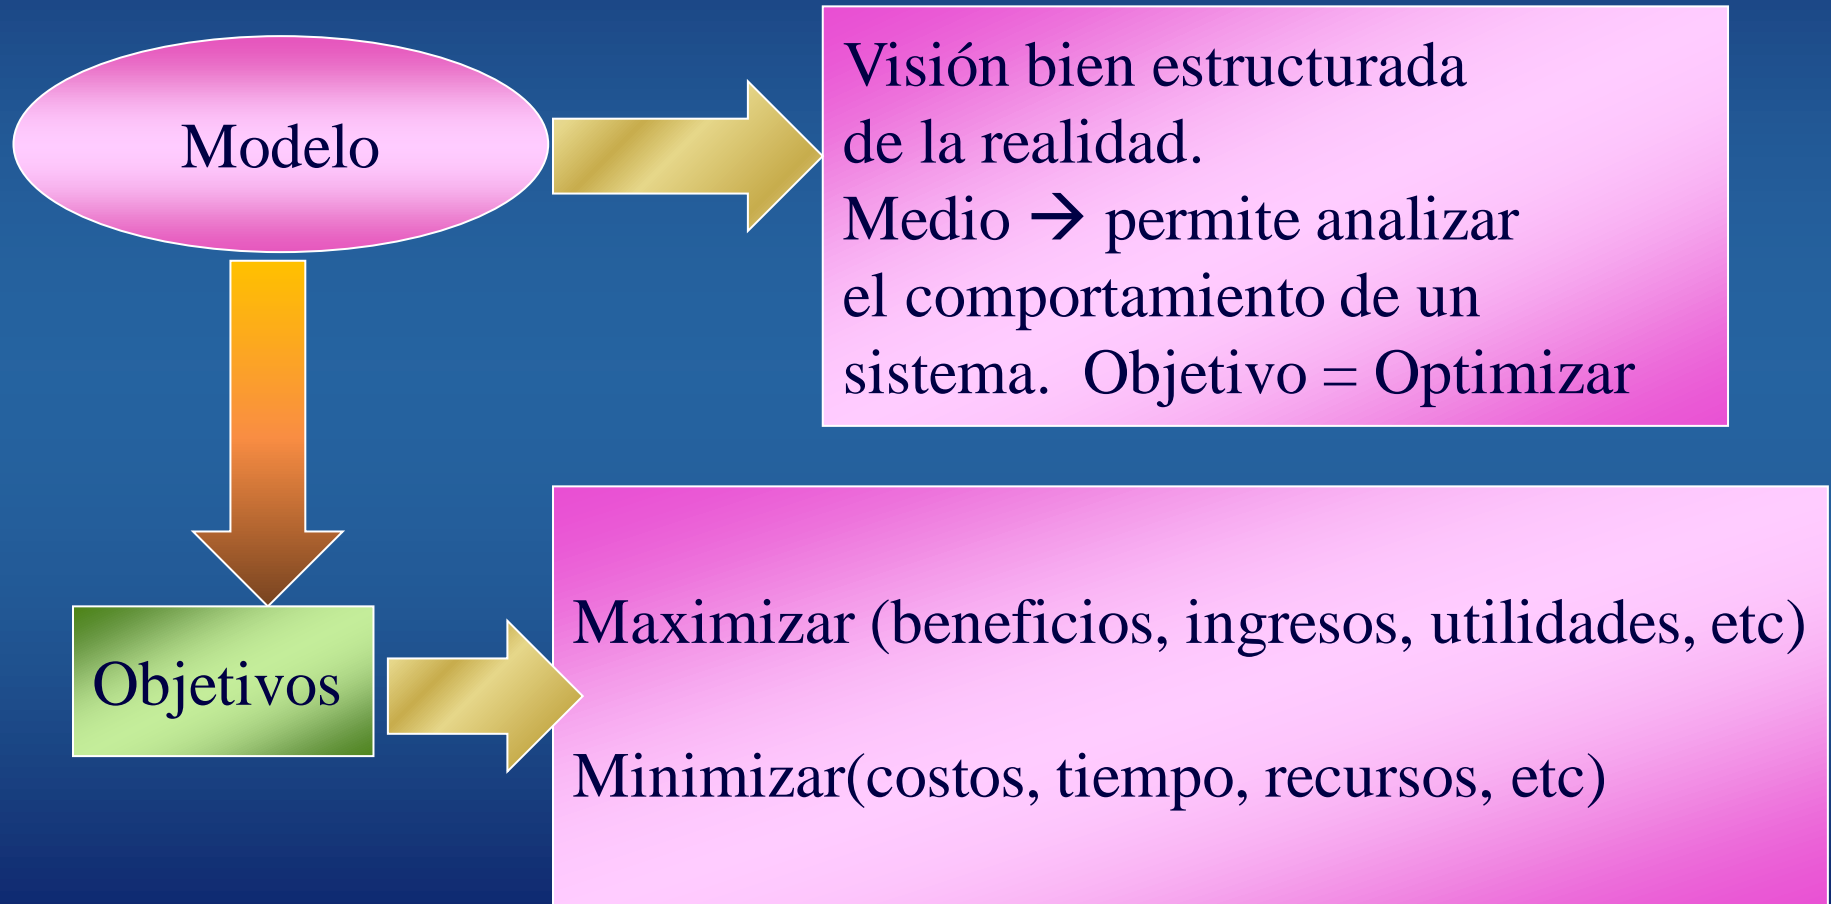 Modelo
Visión bien estructurada
de la realidad.
Medio → permite analizar
el comportamiento de un
sistema.  Objetivo = Optimizar
Objetivos
Maximizar (beneficios, ingresos, utilidades, etc)
Minimizar(costos, tiempo, recursos, etc)